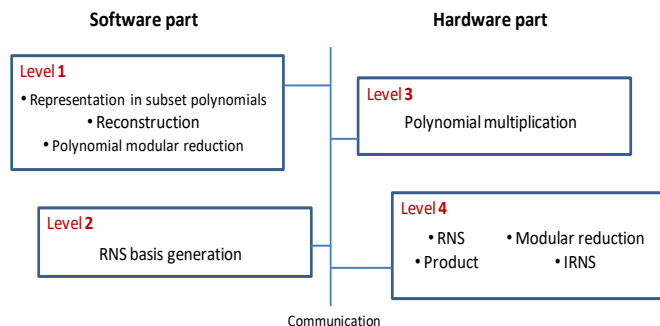 Software part
Hardware part
Level 1
• Representation in subset polynomials
• Reconstruction
• Polynomial modular reduction
Level 3
Polynomial multiplication
Level 2
RNS basis generation
Level 4
• RNS • Modular reduction
• Product • IRNS
Communication